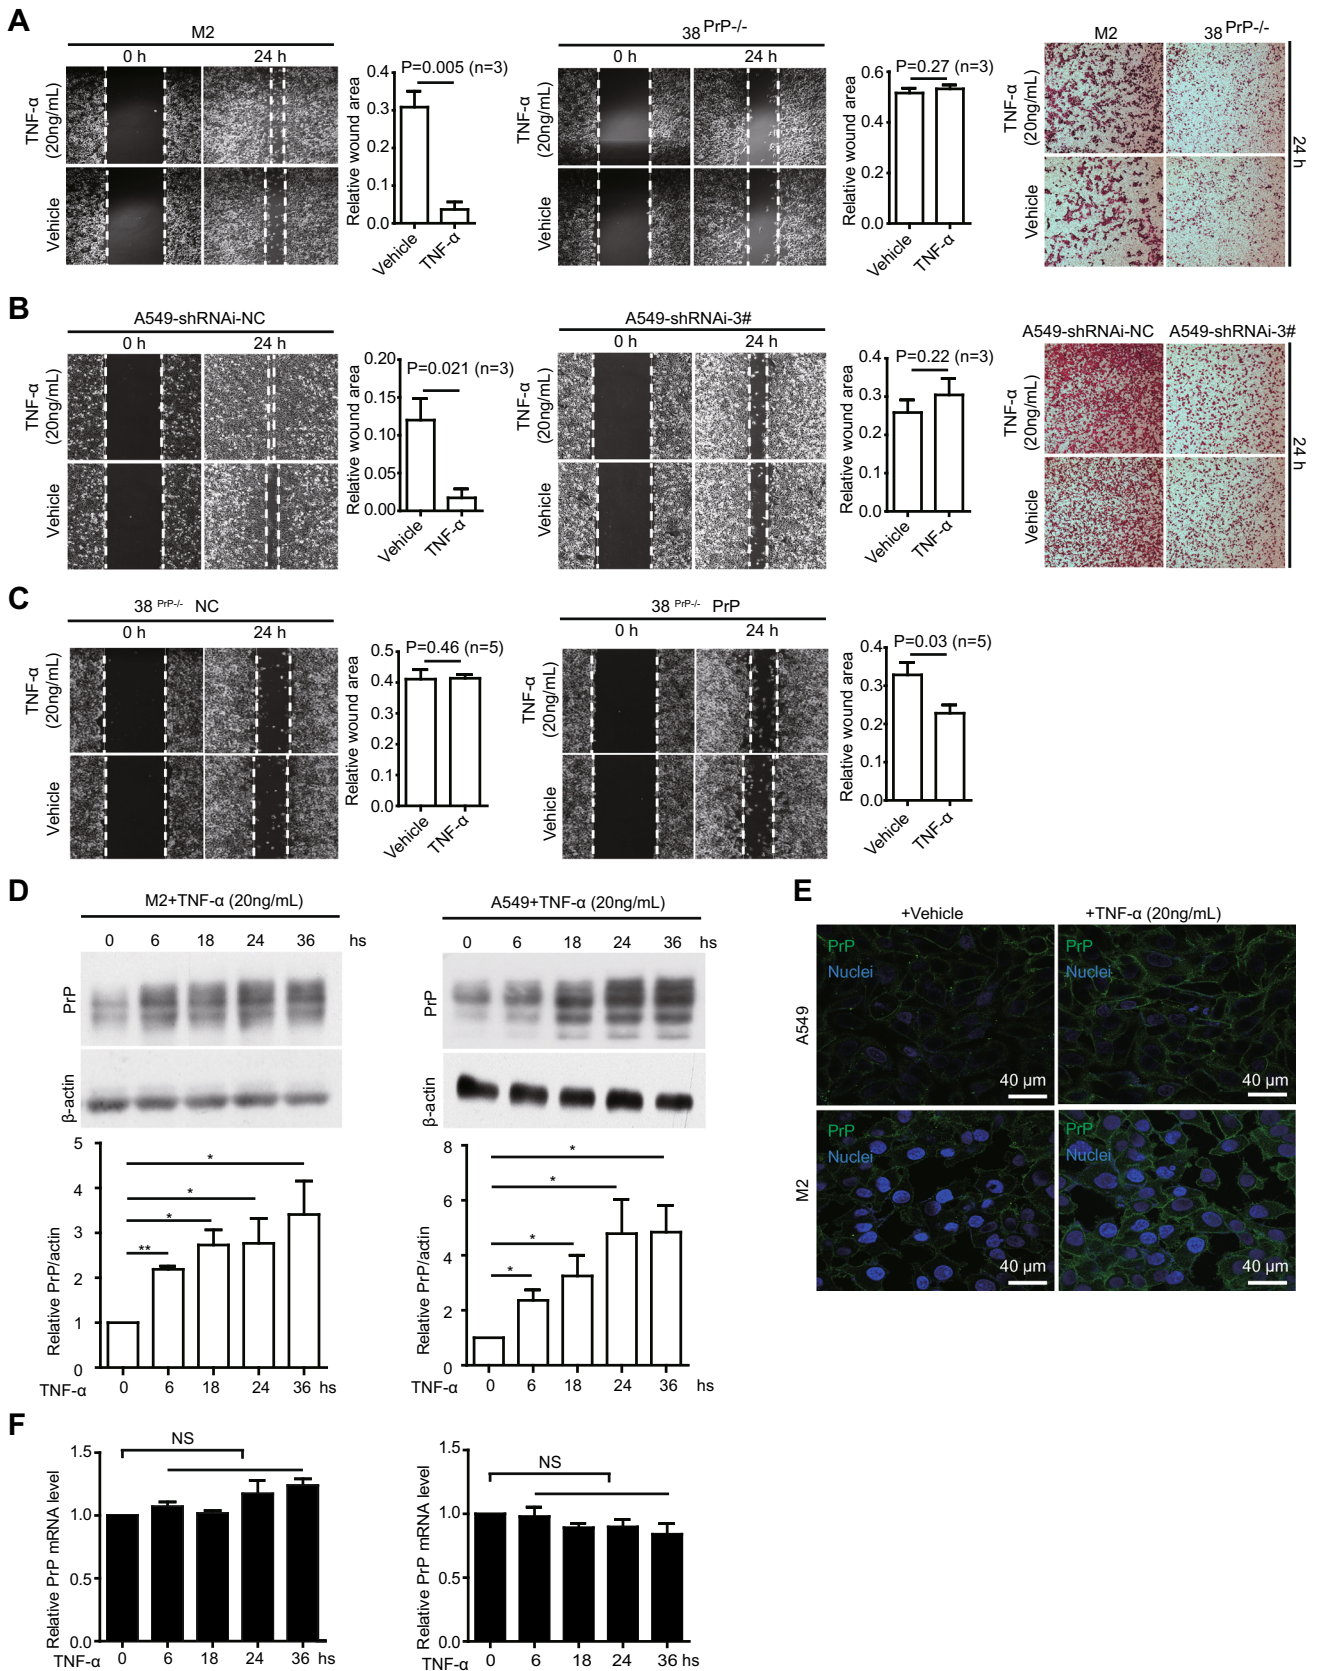 A
M2
0 h
24 h
TNF-α
(20ng/mL)
Vehicle
Relative wound area
0.4
0.3
0.2
0.1
0.0
P=0.005 (n=3)
Vehicle
TNF-α
38 PrP-/-
0 h
24 h
TNF-α
(20ng/mL)
Vehicle
Relative wound area
0.6
0.4
0.2
0.0
P=0.27 (n=3)
Vehicle
TNF-α
M2
38 PrP-/-
TNF-α
(20ng/mL)
Vehicle
24 h
B
A549-shRNAi-NC
0 h
24 h
TNF-α
(20ng/mL)
Vehicle
Relative wound area
0.20
0.15
0.10
0.05
0.00
P=0.021 (n=3)
Vehicle
TNF-α
A549-shRNAi-3#
0 h
24 h
TNF-α
(20ng/mL)
Vehicle
Relative wound area
0.4
0.3
0.2
0.1
0.0
P=0.22 (n=3)
Vehicle
TNF-α
A549-shRNAi-NC
A549-shRNAi-3#
TNF-α
(20ng/mL)
Vehicle
24 h
C
38 PrP-/- NC
0 h
24 h
TNF-α
(20ng/mL)
Vehicle
Relative wound area
0.5
0.4
0.3
0.2
0.1
0.0
P=0.46 (n=5)
Vehicle
TNF-α
38 PrP-/- PrP
0 h
24 h
TNF-α
(20ng/mL)
Vehicle
Relative wound area
0.4
0.3
0.2
0.1
0.0
P=0.03 (n=5)
Vehicle
TNF-α
D
M2+TNF-α (20ng/mL)
0 6 18 24 36 hs
PrP
β-actin
Relative PrP/actin
5
4
3
2
1
0
*
*
*
**
TNF-α 0 6 18 24 36 hs
A549+TNF-α (20ng/mL)
0 6 18 24 36 hs
PrP
β-actin
Relative PrP/actin
8
6
4
2
0
*
*
*
*
TNF-α 0 6 18 24 36 hs
E
+Vehicle
+TNF-α (20ng/mL)
A549
PrP
Nuclei
40 µm
PrP
Nuclei
40 µm
M2
PrP
Nuclei
40 µm
PrP
Nuclei
40 µm
F
Relative PrP mRNA level
1.5
1.0
0.5
0.0
NS
TNF-α 0 6 18 24 36 hs
Relative PrP mRNA level
1.5
1.0
0.5
0.0
NS
TNF-α 0 6 18 24 36 hs